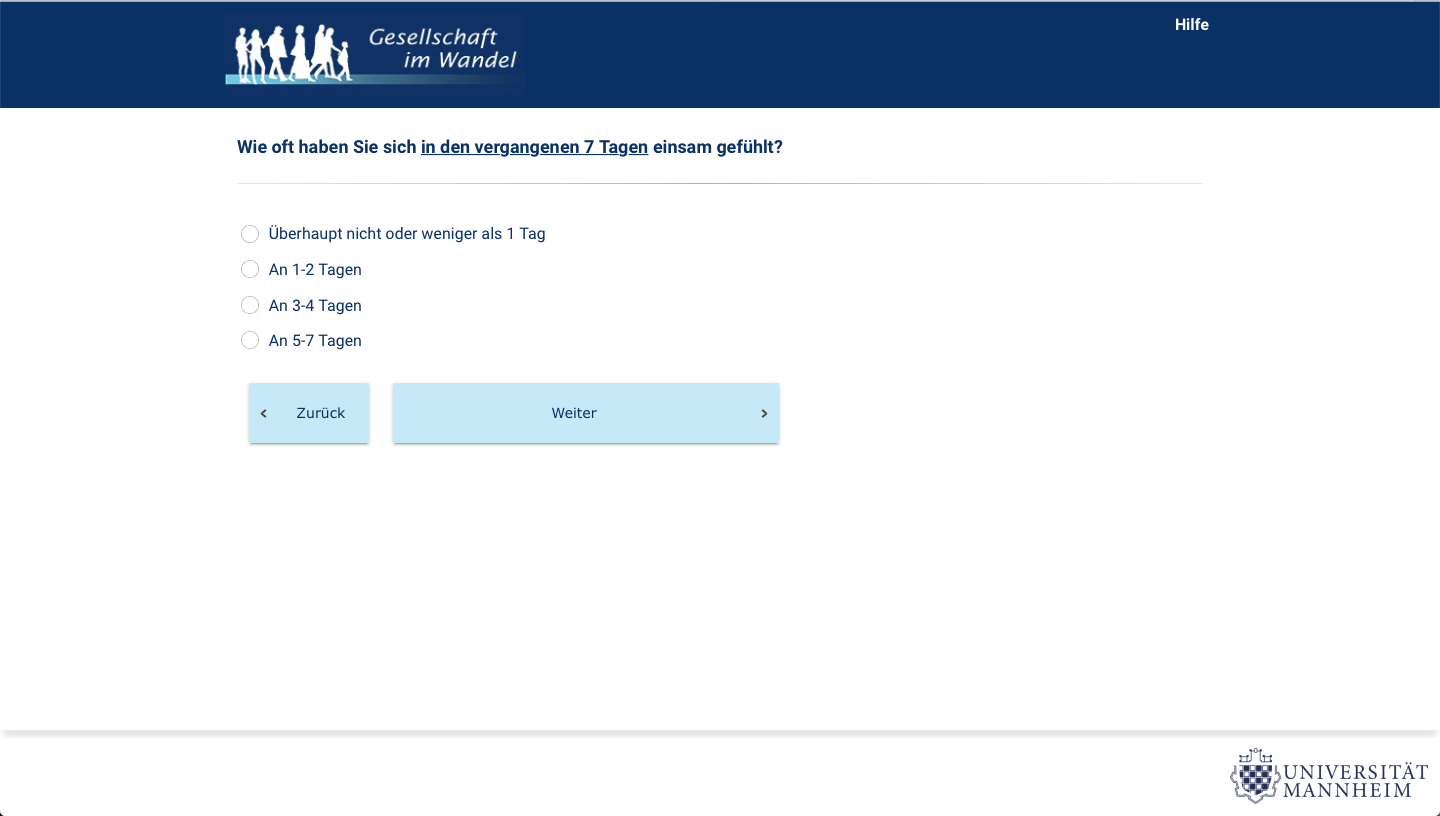 Gesellschaft
im Wandel
Hilfe
Wie oft haben Sie sich in den vergangenen 7 Tagen einsam gefühlt?
Überhaupt nicht oder weniger als 1 Tag
An 1-2 Tagen
An 3-4 Tagen
An 5-7 Tagen
Zurück
Weiter
UNIVERSITÄT
MANNHEIM